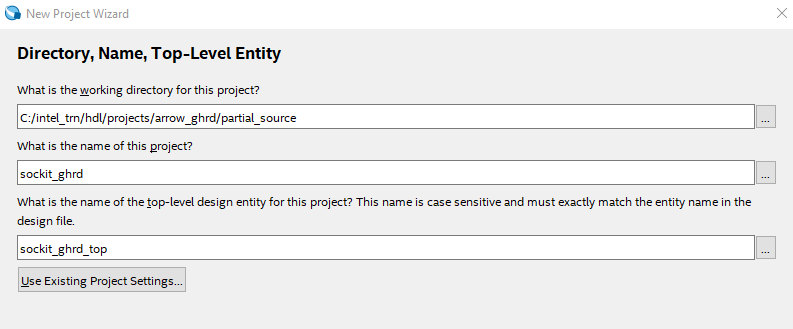 New Project Wizard
Directory, Name, Top-Level Entity
What is the working directory for this project?
C:/intel_trn/hdl/projects/arrow_ghrd/partial_source
...
What is the name of this project?
sockit_ghrd
...
What is the name of the top-level design entity for this project? This name is case sensitive and must exactly match the entity name in the
design file.
sockit_ghrd_top
...
Use Existing Project Settings...